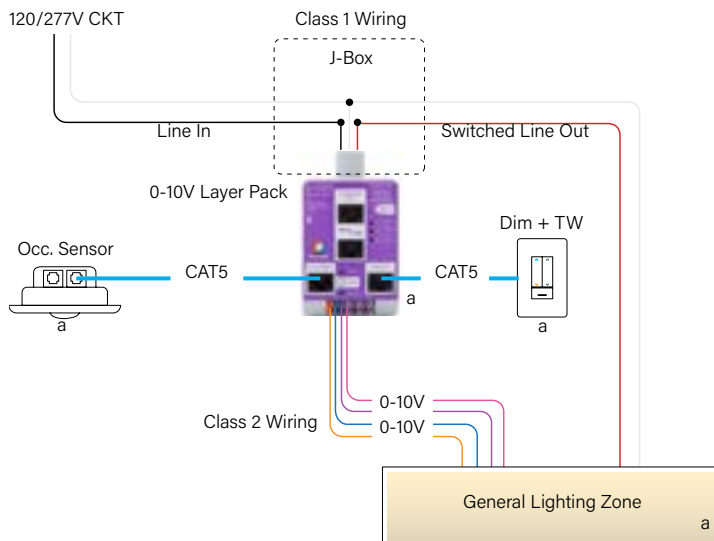 120/277V CKT
Class 1 Wiring
J-Box
Line In
Switched Line Out
0-10V Layer Pack
Dim + TW
Occ. Sensor
CAT5
CAT5
a
a
a
0-10V
Class 2 Wiring
0-10V
General Lighting Zone
a